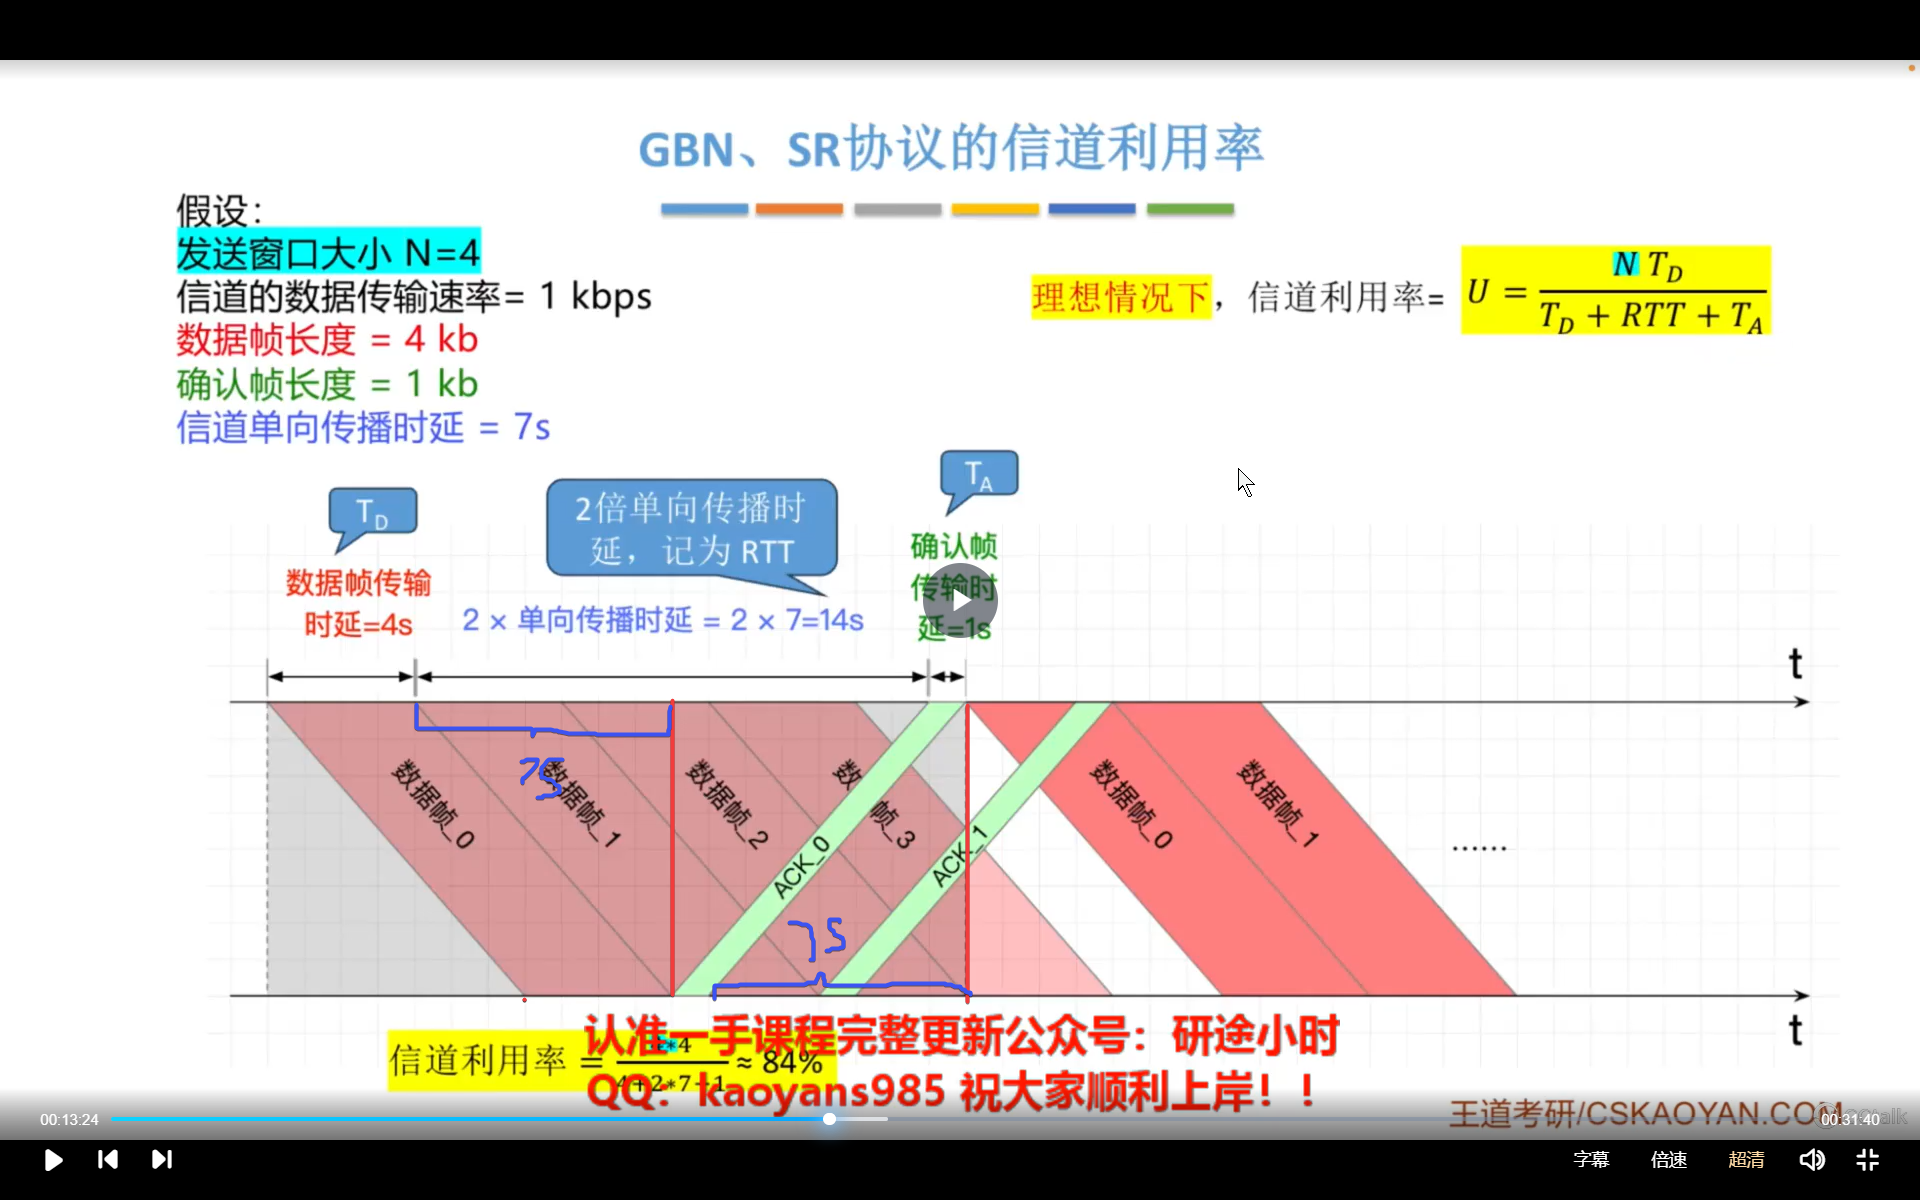 GBN、SR协议的信道利用率
假设：
发送窗口大小 N=4
信道的数据传输速率= 1 kbps
数据帧长度 = 4 kb
确认帧长度 = 1 kb
信道单向传播时延 = 7s
理想情况下，信道利用率= U = N T_D / T_D + RTT + T_A
T_D
2倍单向传播时
延，记为 RTT
T_A
数据帧传输
时延=4s
2 × 单向传播时延 = 2 × 7=14s
确认帧
传输时
延=1s
t
7S
数据帧_0
数据帧_1
数据帧_2
帧_3
ACK_0
ACK_1
数据帧_0
数据帧_1
......
7S
t
信道利用率 = *4 / 4+2*7+1 ≈ 84%
认准一手课程完整更新公众号：研途小时
QQ：kaoyans985 祝大家顺利上岸！！
王道考研/CSKAOYAN.COM
00:13:24
00:31:40
字幕
倍速
超清